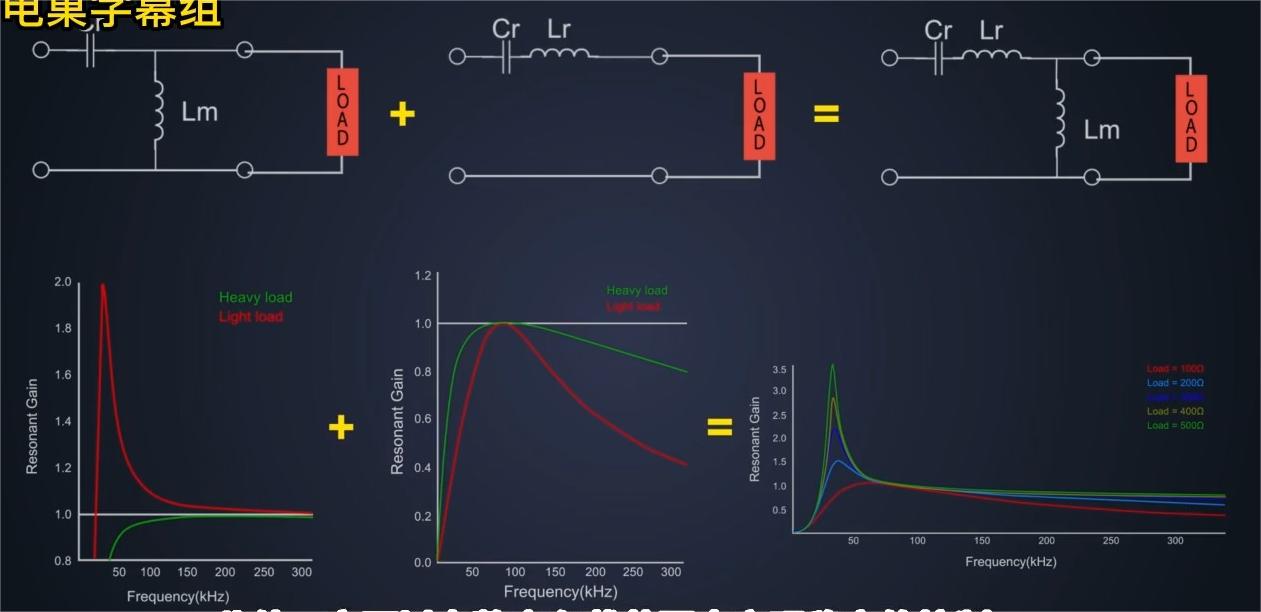 电巢字幕组
Cr
Lm
LOAD
Cr Lr
LOAD
Cr Lr
Lm
LOAD
+
=
Resonant Gain
2.0
1.8
1.6
1.4
1.2
1.0
0.8
Heavy load
Light load
50 100 150 200 250 300
Frequency(kHz)
+
Resonant Gain
1.2
1.0
0.8
0.6
0.4
0.2
0.0
Heavy load
Light load
50 100 150 200 250 300
Frequency(kHz)
=
Resonant Gain
3.5
3.0
2.5
2.0
1.5
1.0
0.5
Load = 100Ω
Load = 200Ω
Load = 400Ω
Load = 500Ω
50 100 150 200 300
Frequency(kHz)